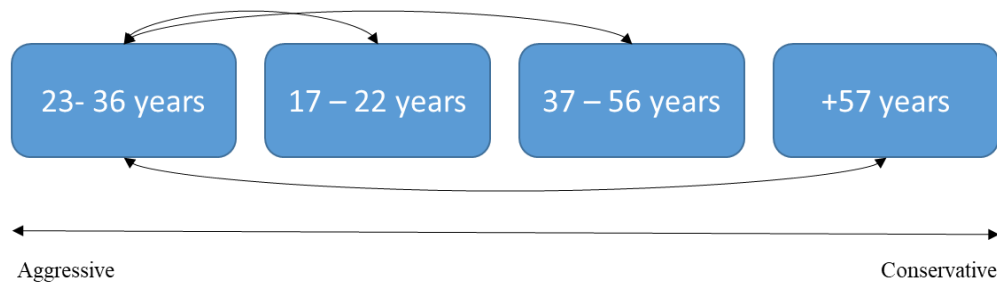 23- 36 years
17 – 22 years
37 – 56 years
+57 years
Aggressive
Conservative